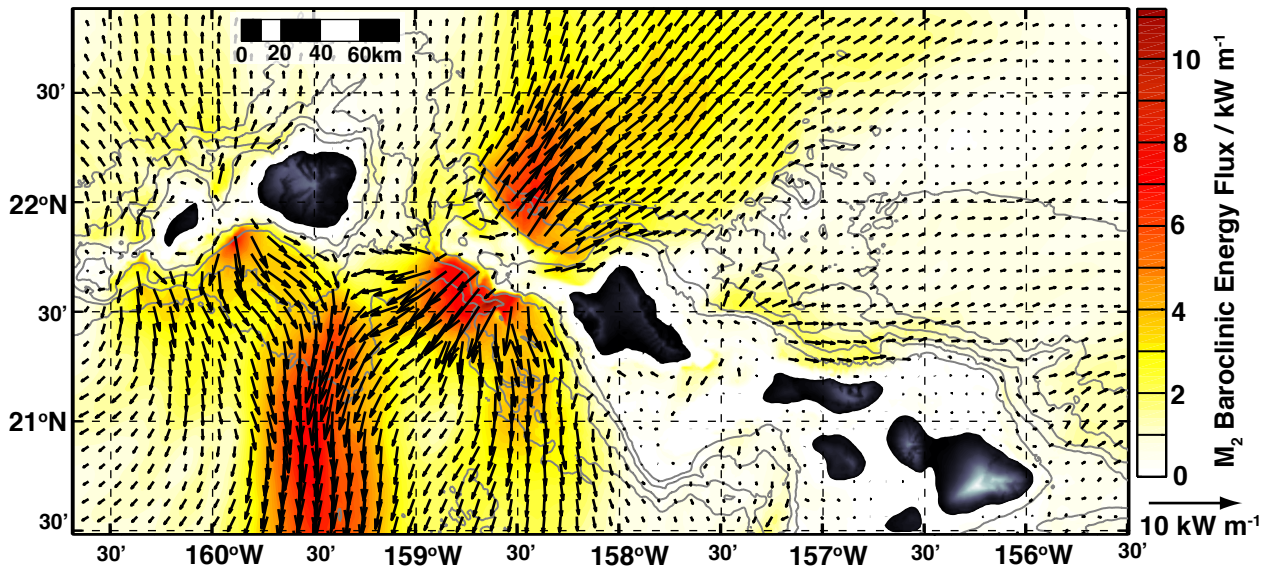 0 20 40 60km
30’
22°N
30’
21°N
30’
30’ 160°W 30’ 159°W 30’ 158°W 30’ 157°W 30’ 156°W 30’
10
8
6
4
2
0
M₂ Baroclinic Energy Flux / kW m⁻¹
10 kW m⁻¹